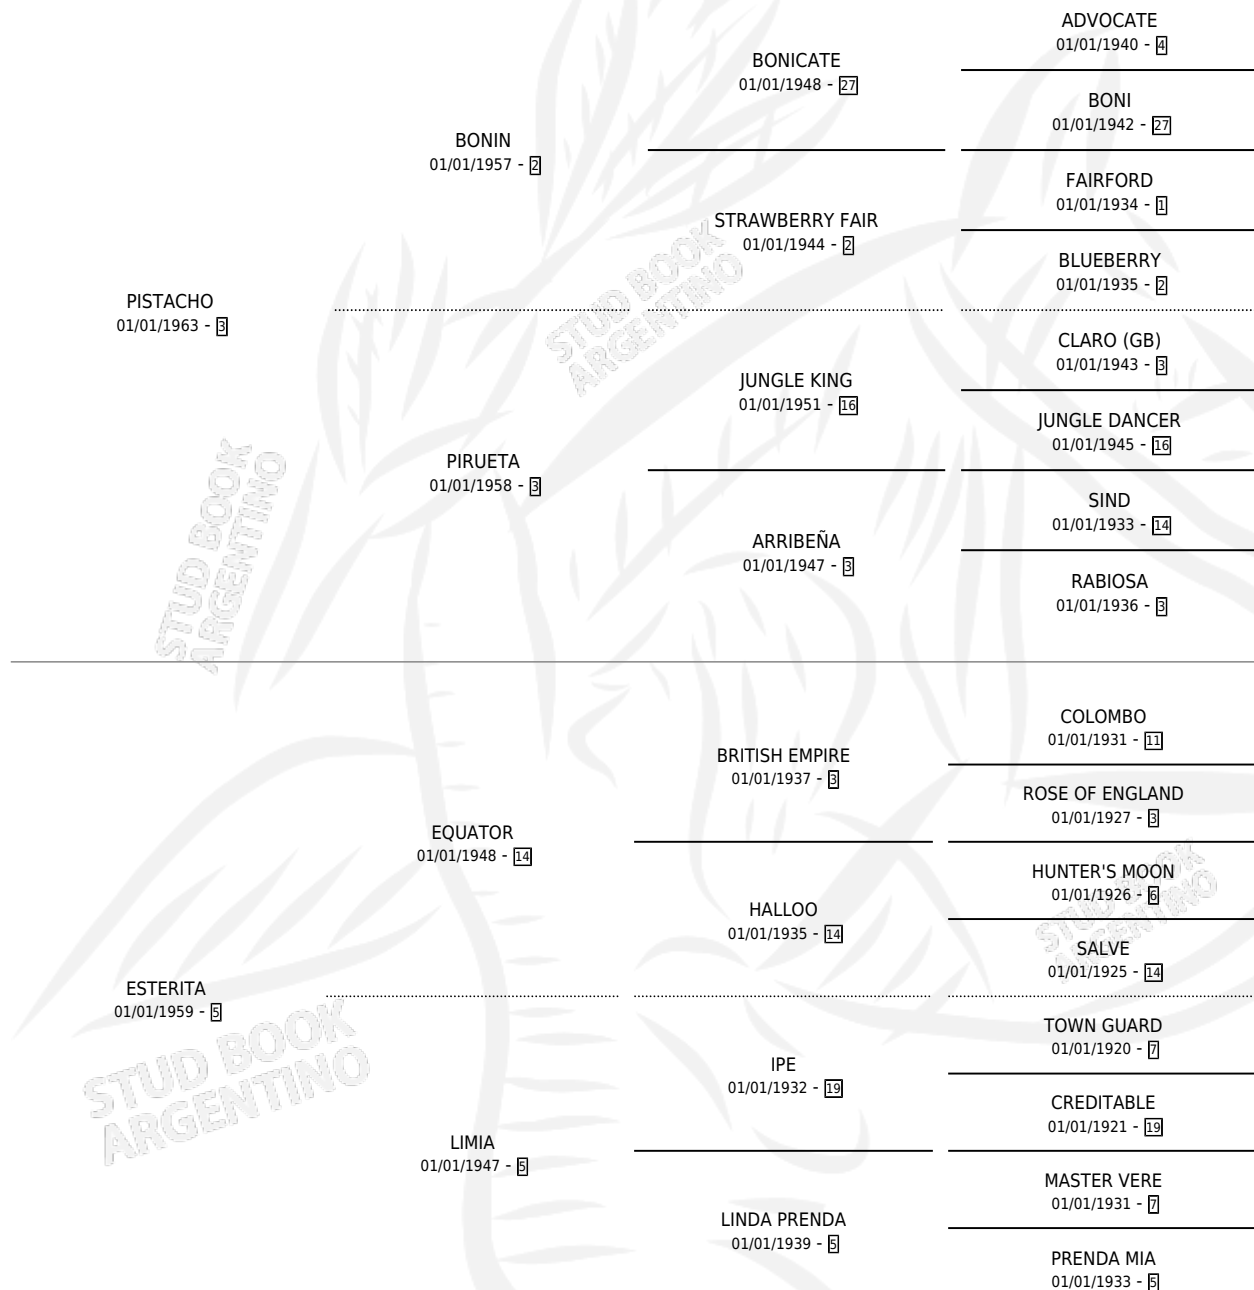 PISTACHO
01/01/1963 - 3
BONIN
01/01/1957 - 2
BONICATE
01/01/1948 - 27
ADVOCATE
01/01/1940 - 4
BONI
01/01/1942 - 27
STRAWBERRY FAIR
01/01/1944 - 2
FAIRFORD
01/01/1934 - 1
BLUEBERRY
01/01/1935 - 2
PIRUETA
01/01/1958 - 3
JUNGLE KING
01/01/1951 - 16
CLARO (GB)
01/01/1943 - 3
JUNGLE DANCER
01/01/1945 - 16
ARRIBEÑA
01/01/1947 - 3
SIND
01/01/1933 - 14
RABIOSA
01/01/1936 - 3
ESTERITA
01/01/1959 - 5
EQUATOR
01/01/1948 - 14
BRITISH EMPIRE
01/01/1937 - 3
COLOMBO
01/01/1931 - 11
ROSE OF ENGLAND
01/01/1927 - 3
HALLOO
01/01/1935 - 14
HUNTER'S MOON
01/01/1926 - 6
SALVE
01/01/1925 - 14
LIMIA
01/01/1947 - 5
IPE
01/01/1932 - 19
TOWN GUARD
01/01/1920 - 7
CREDITABLE
01/01/1921 - 19
LINDA PRENDA
01/01/1939 - 5
MASTER VERE
01/01/1931 - 7
PRENDA MIA
01/01/1933 - 5
STUD BOOK
ARGENTINO
STUD BOOK
ARGENTINO
STUD BOOK
ARGENTINO
STUD BOOK
ARGENTINO